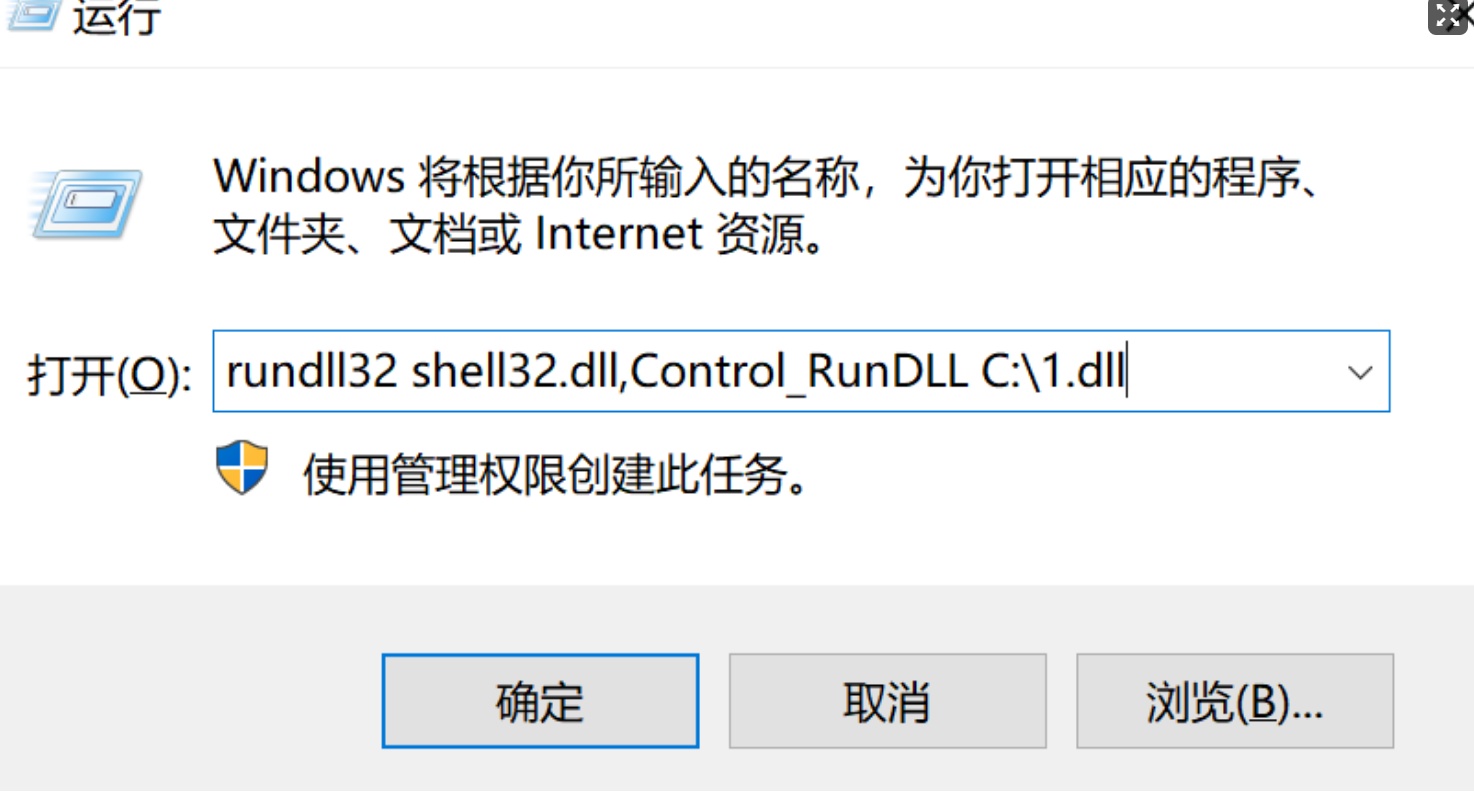 运行
Windows 将根据你所输入的名称，为你打开相应的程序、
文件夹、文档或 Internet 资源。
打开(O): rundll32 shell32.dll,Control_RunDLL C:\1.dll
使用管理权限创建此任务。
确定 取消 浏览(B)...